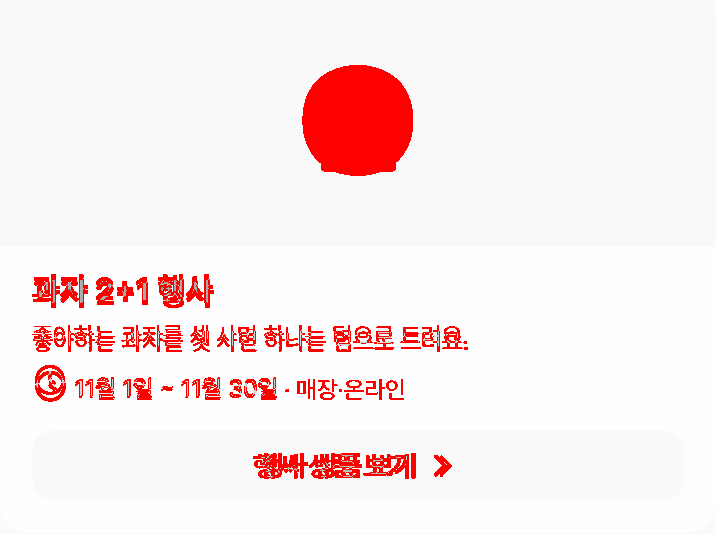 과자 2+1 행사
좋아하는 과자를 셋 사면 하나는 덤으로 드려요.
11월 1일 ~ 11월 30일 · 매장·온라인
행사 상품 보기